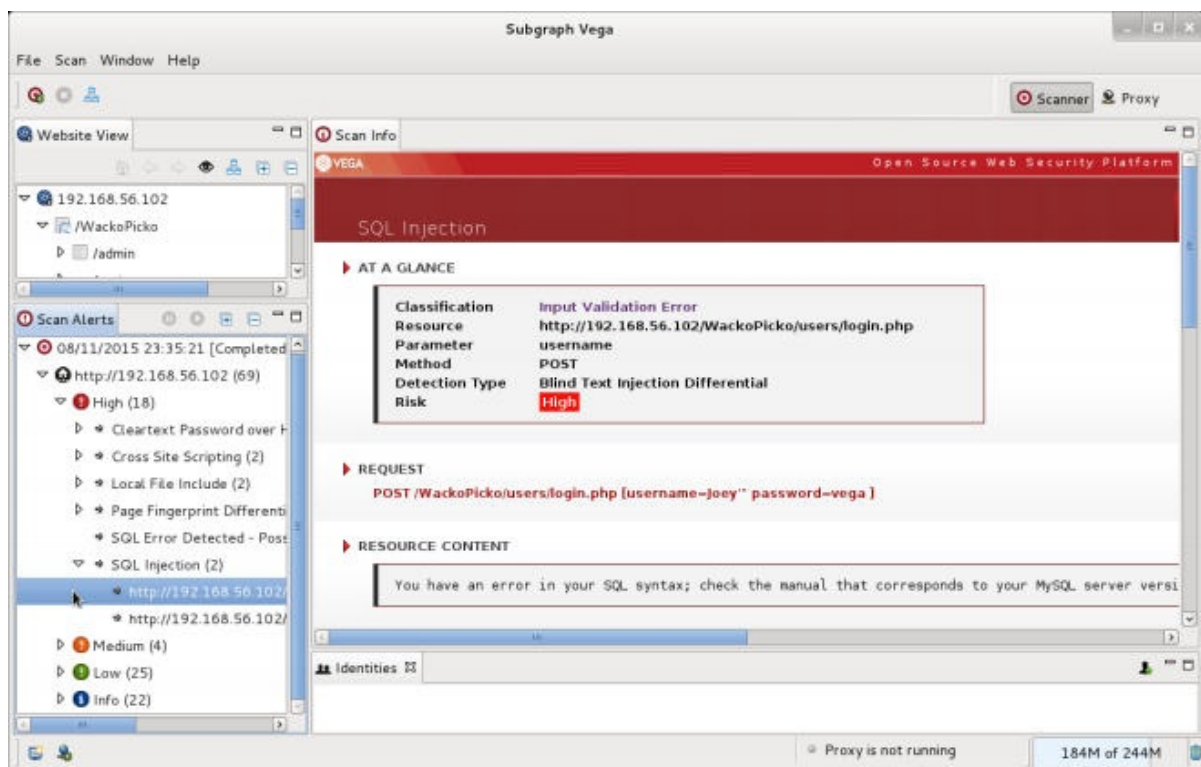 Subgraph Vega
File Scan Window Help
Scanner Proxy
Website View
192.168.56.102
/WackoPicko
/admin
Scan Alerts
08/11/2015 23:35:21 [Completed
http://192.168.56.102 (69)
High (18)
Cleartext Password over H
Cross Site Scripting (2)
Local File Include (2)
Page Fingerprint Differenti
SQL Error Detected - Poss
SQL Injection (2)
http://192.168.56.102/
http://192.168.56.102/
Medium (4)
Low (25)
Info (22)
Scan Info
VEGA Open Source Web Security Platform
SQL Injection
AT A GLANCE
Classification Input Validation Error
Resource http://192.168.56.102/WackoPicko/users/login.php
Parameter username
Method POST
Detection Type Blind Text Injection Differential
Risk High
REQUEST
POST /WackoPicko/users/login.php [username=Joey'" password=vega ]
RESOURCE CONTENT
You have an error in your SQL syntax; check the manual that corresponds to your MySQL server versi
Identities
Proxy is not running 184M of 244M